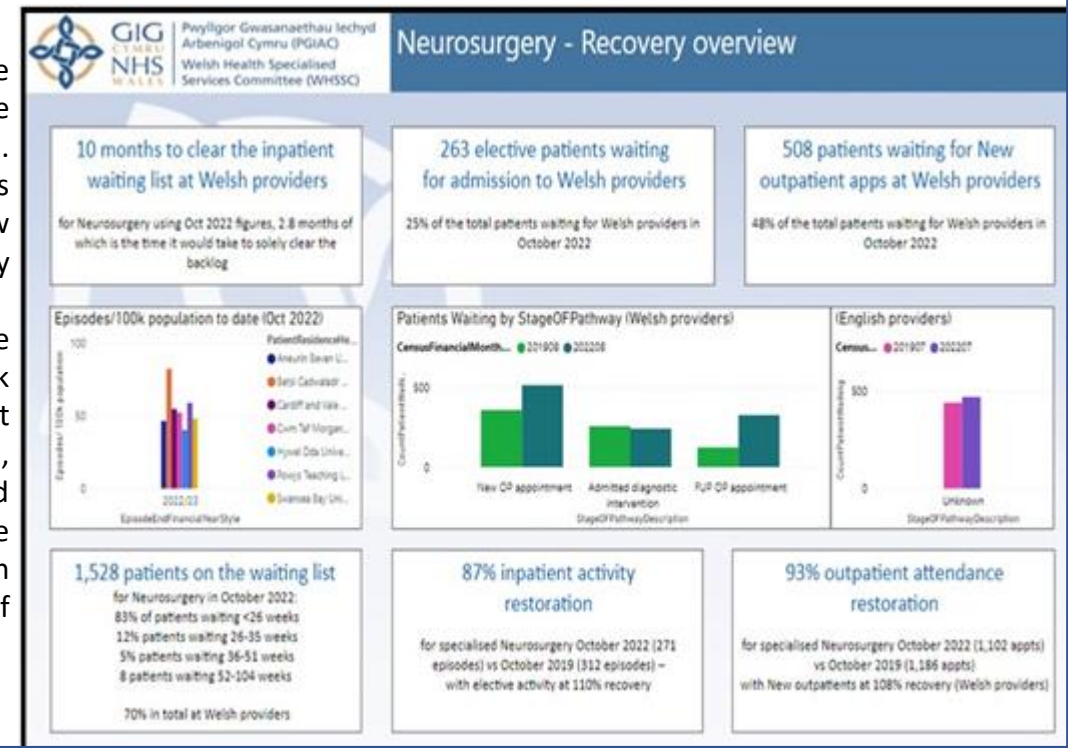 e
e
.
s
w
y
e
k
t
,
d
e
n
f
GIG
CYMRU
NHS
WALES
Pwyllgor Gwasanaethau Iechyd
Arbenigol Cymru (PGIAC)
Welsh Health Specialised
Services Committee (WHSSC)
Neurosurgery - Recovery overview
10 months to clear the inpatient
waiting list at Welsh providers
for Neurosurgery using Oct 2022 figures, 2.8 months of
which is the time it would take to solely clear the
backlog
263 elective patients waiting
for admission to Welsh providers
25% of the total patients waiting for Welsh providers in
October 2022
508 patients waiting for New
outpatient apps at Welsh providers
48% of the total patients waiting for Welsh providers in
October 2022
Episodes/100k population to date (Oct 2022)
100
50
0
Episodes/ 100k population
2022/23
EpisodeEndFinancialYearStyle
PatientResidenceHe...
Aneurin Bevan U...
Betsi Cadwaladr ...
Cardiff and Vale ...
Cwm Taf Morgan...
Hywel Dda Unive...
Powys Teaching L...
Swansea Bay Uni...
Patients Waiting by StageOfPathway (Welsh providers)
CensusFinancialMonth... 201908 202208
500
0
CountPatientWaiti...
New OP appointment
Admitted diagnostic
intervention
FUP OP appointment
StageOfPathwayDescription
(English providers)
Census... 201907 202207
500
0
CountPatientWaiting
Unknown
StageOfPathwayDescription
1,528 patients on the waiting list
for Neurosurgery in October 2022:
83% of patients waiting <26 weeks
12% patients waiting 26-35 weeks
5% patients waiting 36-51 weeks
8 patients waiting 52-104 weeks
70% in total at Welsh providers
87% inpatient activity
restoration
for specialised Neurosurgery October 2022 (271
episodes) vs October 2019 (312 episodes) –
with elective activity at 110% recovery
93% outpatient attendance
restoration
for specialised Neurosurgery October 2022 (1,102 appts)
vs October 2019 (1,186 appts)
with New outpatients at 108% recovery (Welsh providers)